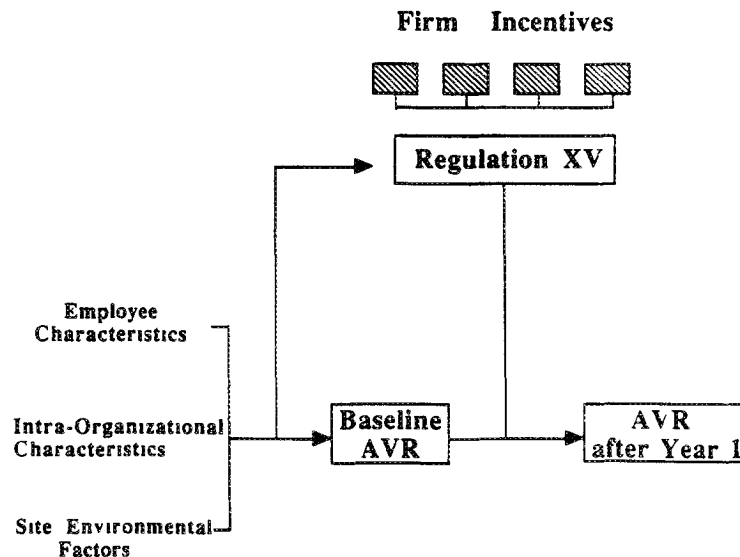 Firm Incentives
Regulation XV
Employee
Characteristics
Intra-Organizational
Characteristics
Baseline
AVR
AVR
after Year 1
Site Environmental
Factors